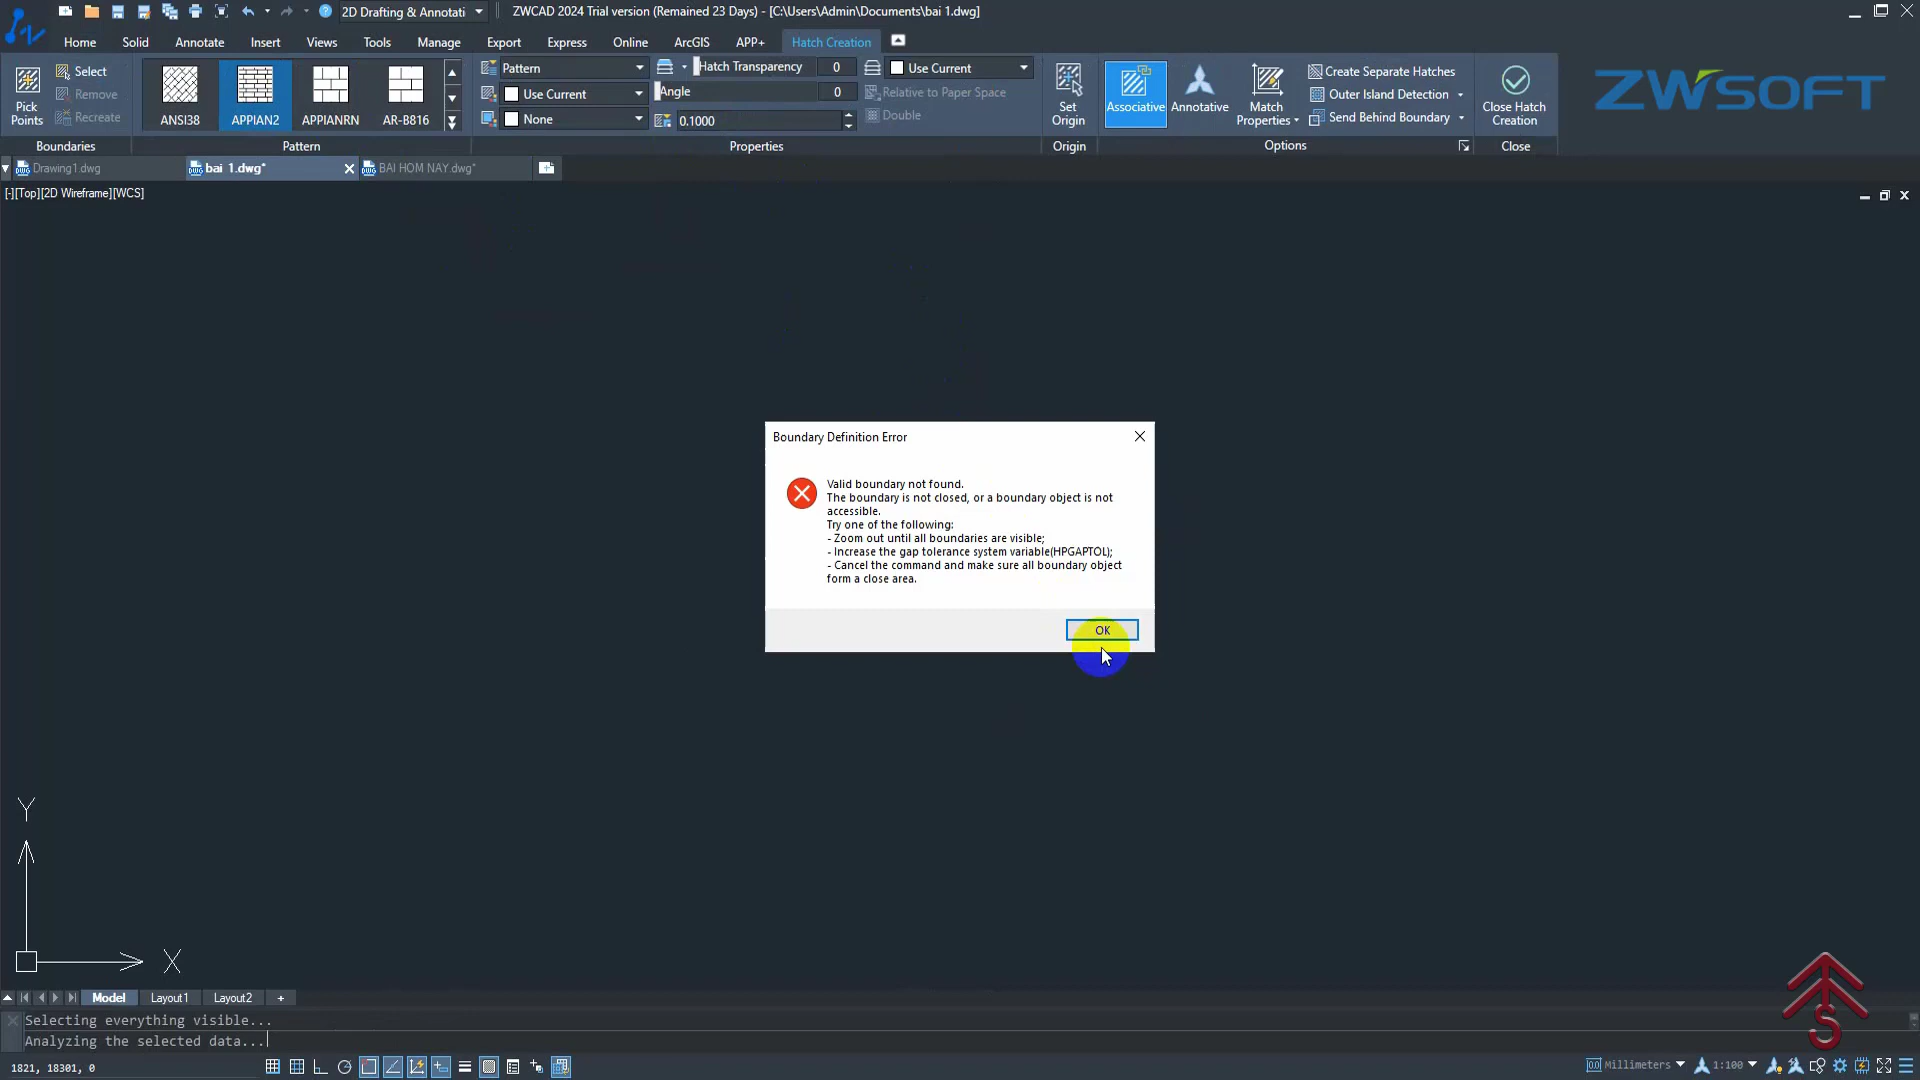 2D Drafting & Annotati
ZWCAD 2024 Trial version (Remained 23 Days) - [C:\Users\Admin\Documents\bai 1.dwg]
Home Solid Annotate Insert Views Tools Manage Export Express Online ArcGIS APP+ Hatch Creation
Pick Points
Select
Remove
Recreate
Boundaries
ANSI38 APPIAN2 APPIANRN AR-B816
Pattern
Pattern
Use Current
None
Hatch Transparency 0
Angle 0
0.1000
Use Current
Relative to Paper Space
Double
Properties
Set Origin
Origin
Associative
Annotative
Match Properties
Create Separate Hatches
Outer Island Detection
Send Behind Boundary
Options
Close Hatch Creation
Close
ZWSOFT
Drawing1.dwg bai 1.dwg* BAI HOM NAY.dwg*
[-][Top][2D Wireframe][WCS]
Boundary Definition Error
Valid boundary not found.
The boundary is not closed, or a boundary object is not
accessible.
Try one of the following:
- Zoom out until all boundaries are visible;
- Increase the gap tolerance system variable(HPGAPTOL);
- Cancel the command and make sure all boundary object
form a close area.
OK
Y
X
S
Model Layout1 Layout2 +
Selecting everything visible...
Analyzing the selected data...
1821, 18301, 0
Millimeters 1:100